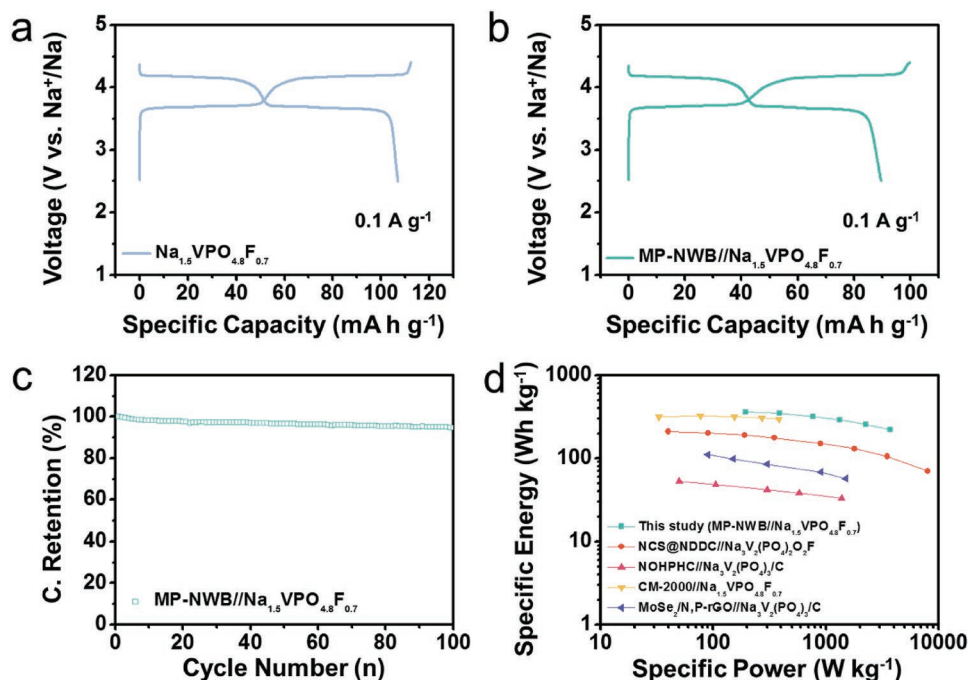 a
5
4
3
2
1
Voltage (V vs. Na⁺/Na)
0.1 A g⁻¹
Na₁.₅VPO₄.₈F₀.₇
0 20 40 60 80 100 120
Specific Capacity (mA h g⁻¹)
b
5
4
3
2
1
Voltage (V vs. Na⁺/Na)
0.1 A g⁻¹
MP-NWB//Na₁.₅VPO₄.₈F₀.₇
0 20 40 60 80 100
Specific Capacity (mA h g⁻¹)
c
120
100
80
60
40
20
0
C. Retention (%)
MP-NWB//Na₁.₅VPO₄.₈F₀.₇
0 20 40 60 80 100
Cycle Number (n)
d
1000
100
10
1
Specific Energy (Wh kg⁻¹)
This study (MP-NWB//Na₁.₅VPO₄.₈F₀.₇)
NCS@NDDC//Na₃V₂(PO₄)₂O₂F
NOHPHC//Na₃V₂(PO₄)₃/C
CM-2000//Na₁.₅VPO₄.₈F₀.₇
MoSe₂/N,P-rGO//Na₃V₂(PO₄)₃/C
10 100 1000 10000
Specific Power (W kg⁻¹)